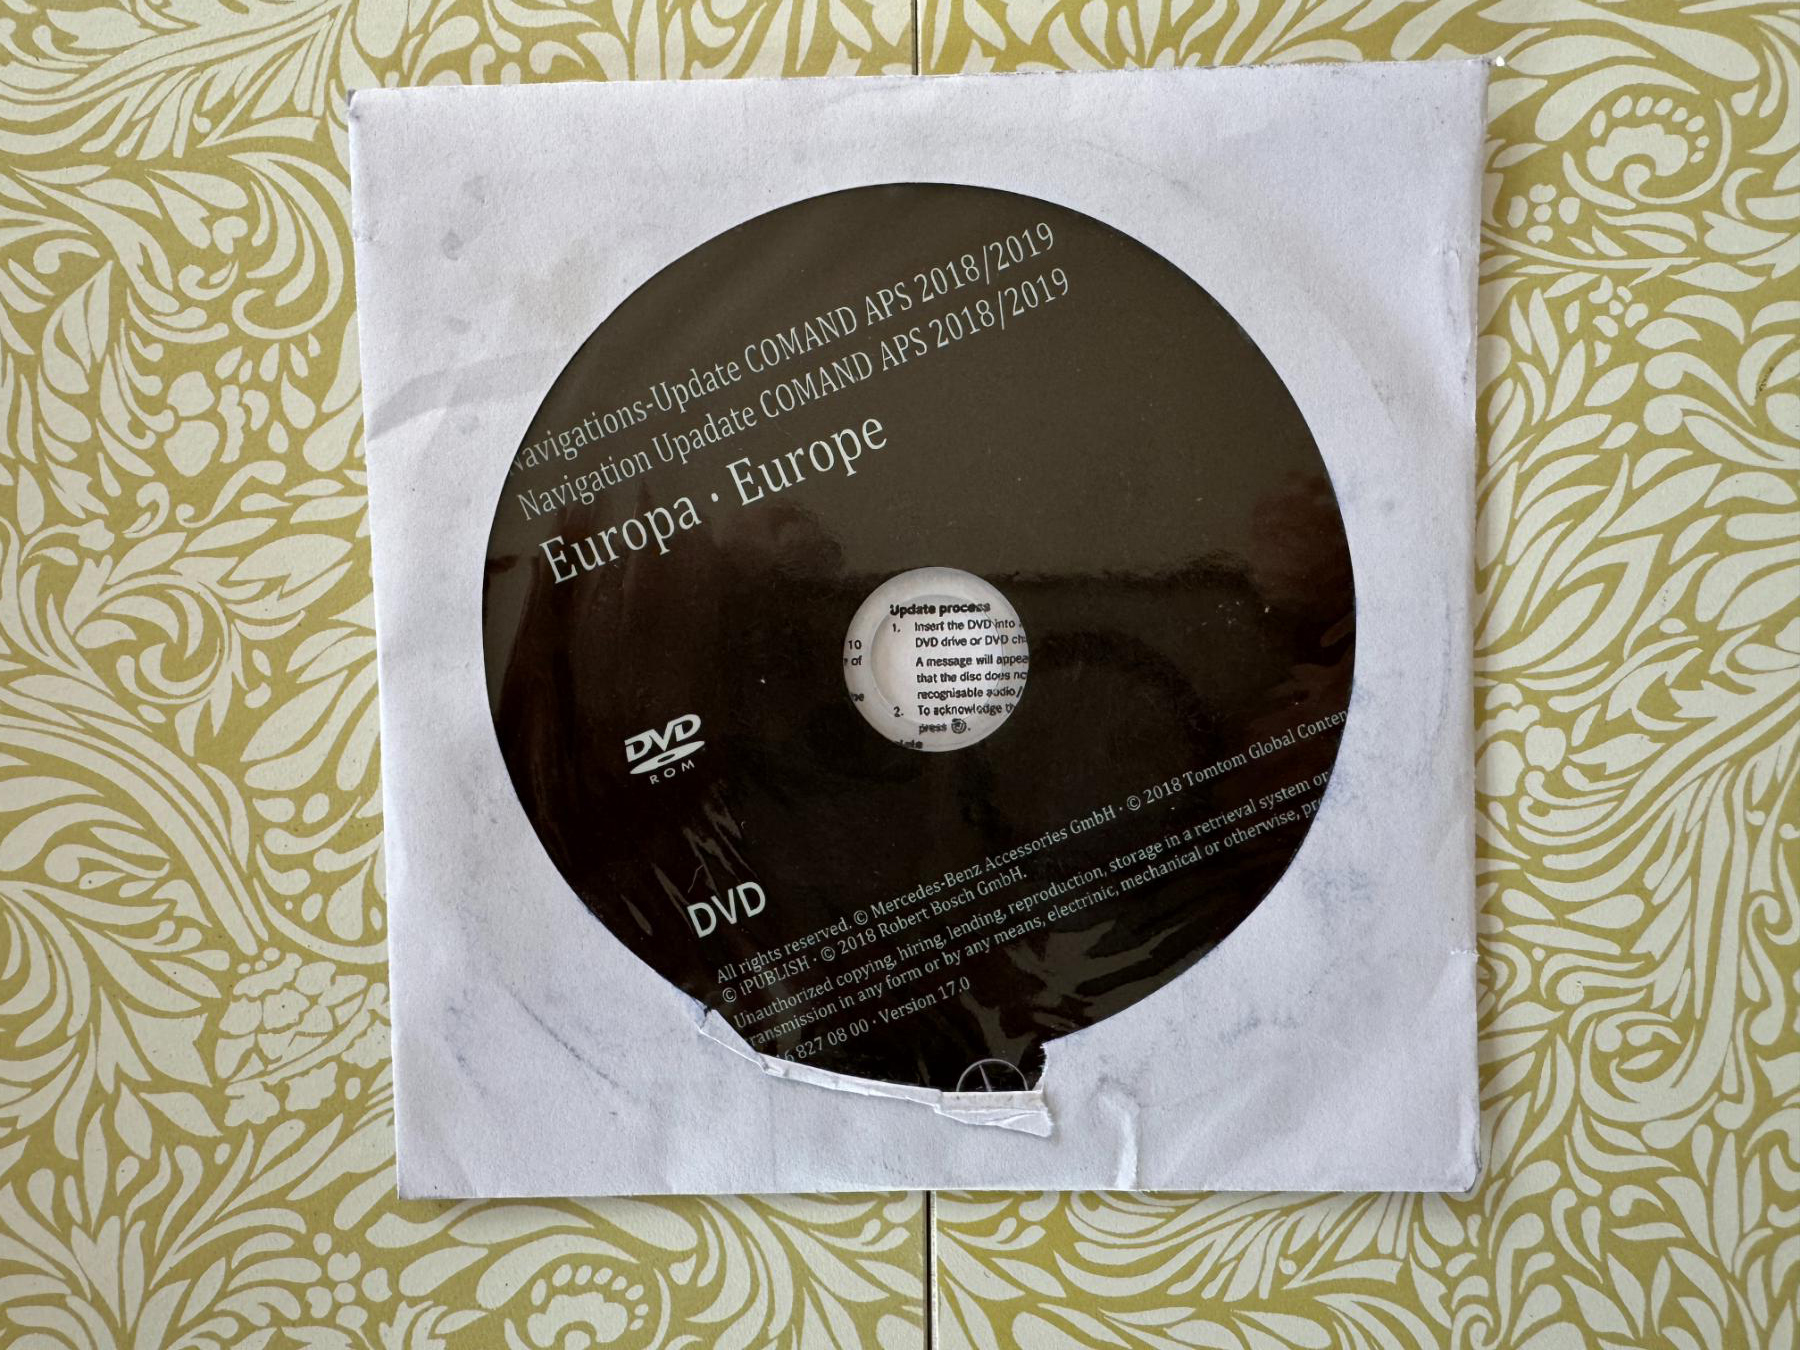 Navigations-Update COMAND APS 2018/2019
Navigation Upadate COMAND APS 2018/2019
Europa · Europe
Update process
1. Insert the DVD into
DVD drive or DVD
10
of
A message will
that the disc does
recognisable audio/
2. To acknowledge
press
DVD
ROM
DVD
All rights reserved. © Mercedes-Benz Accessories GmbH · © 2018 Tomtom Global
© iPUBLISH · © 2018 Robert Bosch GmbH.
Unauthorized copying, hiring, lending, reproduction, storage in a retrieval system or
transmission in any form or by any means, electrinic, mechanical or otherwise,
6 827 08 00 · Version 17.0